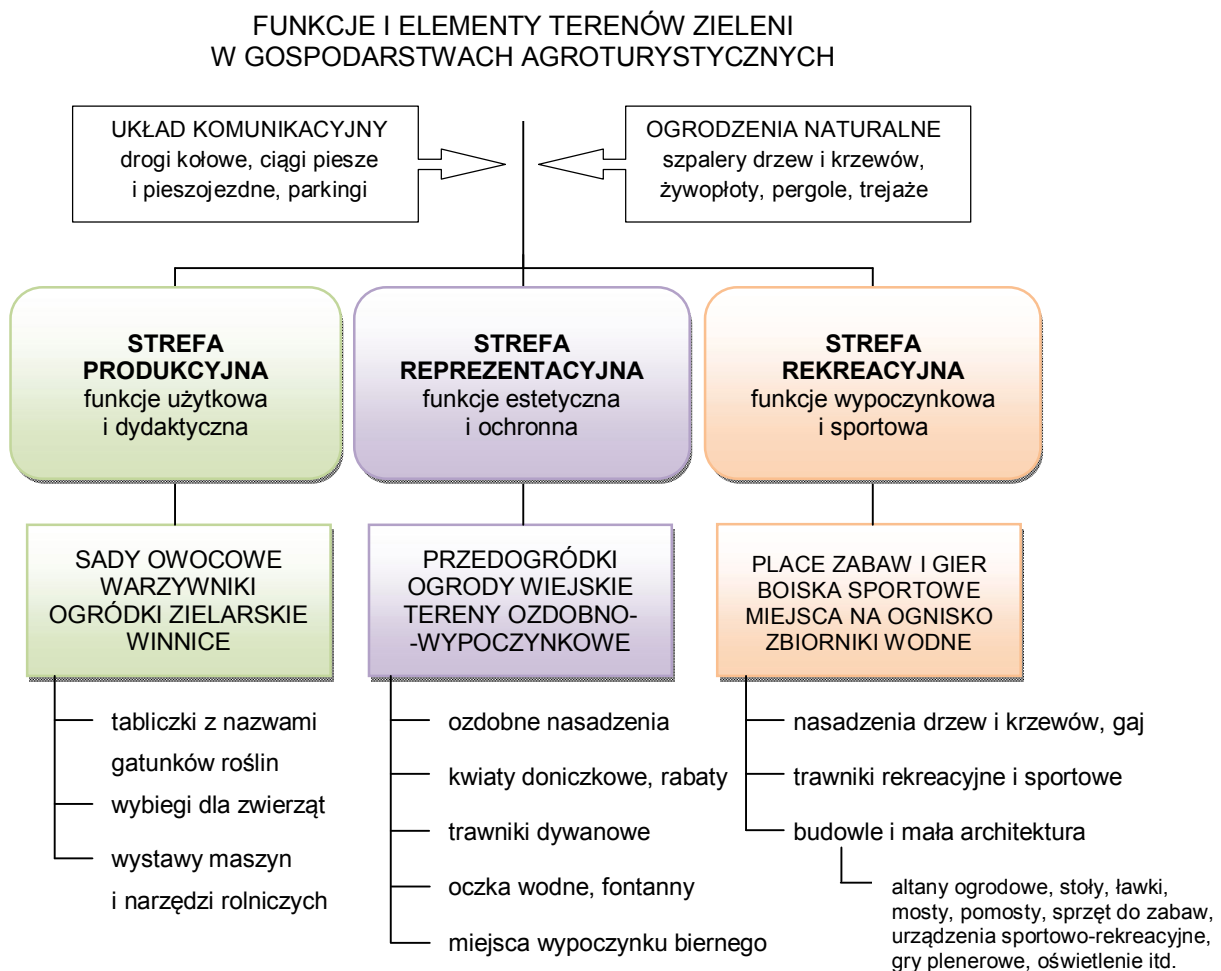 FUNKCJE I ELEMENTY TERENÓW ZIELENI
W GOSPODARSTWACH AGROTURYSTYCZNYCH
UKŁAD KOMUNIKACYJNY
drogi kołowe, ciągi piesze
i pieszojezdne, parkingi
OGRODZENIA NATURALNE
szpalery drzew i krzewów,
żywopłoty, pergole, trejaże
STREFA
PRODUKCYJNA
funkcje użytkowa
i dydaktyczna
STREFA
REPREZENTACYJNA
funkcje estetyczna
i ochronna
STREFA
REKREACYJNA
funkcje wypoczynkowa
i sportowa
SADY OWOCOWE
WARZYWNIKI
OGRÓDKI ZIELARSKIE
WINNICE
PRZEDOGRÓDKI
OGRODY WIEJSKIE
TERENY OZDOBNO-
-WYPOCZYNKOWE
PLACE ZABAW I GIER
BOISKA SPORTOWE
MIEJSCA NA OGNISKO
ZBIORNIKI WODNE
tabliczki z nazwami
gatunków roślin
wybiegi dla zwierząt
wystawy maszyn
i narzędzi rolniczych
ozdobne nasadzenia
kwiaty doniczkowe, rabaty
trawniki dywanowe
oczka wodne, fontanny
miejsca wypoczynku biernego
nasadzenia drzew i krzewów, gaj
trawniki rekreacyjne i sportowe
budowle i mała architektura
altany ogrodowe, stoły, ławki,
mosty, pomosty, sprzęt do zabaw,
urządzenia sportowo-rekreacyjne,
gry plenerowe, oświetlenie itd.